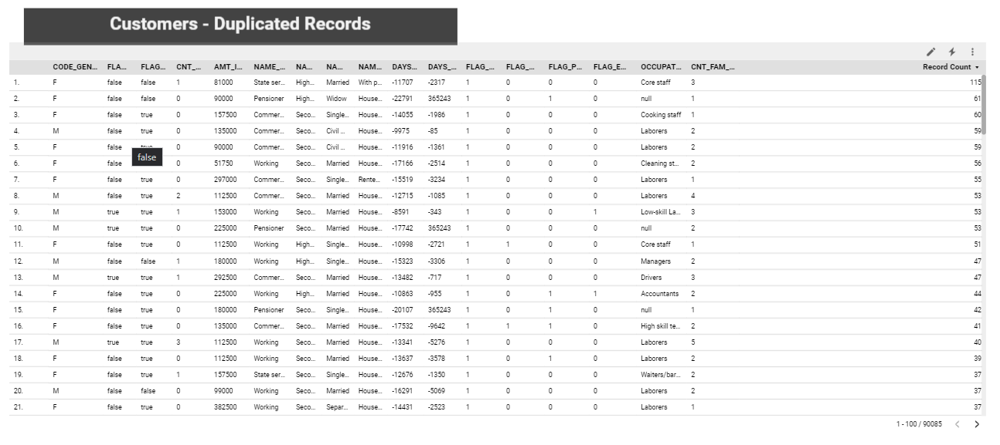 Customers - Duplicated Records
CODE_GEN... FLA... FLAG... CNT_... AMT_I... NAME_... NA... NA... NAM... DAYS... DAYS_... FLAG_... FLAG_... FLAG_P... FLAG_E... OCCUPAT... CNT_FAM_... Record Count
1. F false false 1 81000 State ser... High... Married With p... -11707 -2317 1 0 0 0 Core staff 3 115
2. F false false 0 90000 Pensioner High... Widow House... -22791 365243 1 0 1 0 null 1 61
3. F false true 0 157500 Commer... Seco... Single... House... -14055 -1986 1 0 0 0 Cooking staff 1 60
4. M false true 0 135000 Commer... Seco... Civil ... House... -9975 -85 1 0 0 0 Laborers 2 59
5. F false true 0 90000 Commer... Seco... Civil ... House... -11916 -1361 1 0 0 0 Laborers 2 59
false
6. F false 0 51750 Working Seco... Married House... -17166 -2514 1 0 0 0 Cleaning st... 2 56
7. F false true 0 297000 Commer... Seco... Single... Rente... -15519 -3234 1 0 0 0 Laborers 1 55
8. M false true 2 112500 Commer... Seco... Married House... -12715 -1085 1 0 0 0 Laborers 4 53
9. M true true 1 153000 Working Seco... Married House... -8591 -343 1 0 0 1 Low-skill La... 3 53
10. M true true 0 225000 Pensioner Seco... Married House... -17742 365243 1 0 0 0 null 2 53
11. F false true 0 112500 Working High... Single... House... -10998 -2721 1 1 0 0 Core staff 1 51
12. M false false 1 180000 Working High... Single... House... -15323 -3306 1 0 0 0 Managers 2 47
13. M true true 1 292500 Commer... Seco... Married House... -13482 -717 1 0 0 0 Drivers 3 47
14. F false true 0 225000 Working High... Married House... -10863 -955 1 0 1 1 Accountants 2 44
15. F false true 0 180000 Pensioner Seco... Single... House... -20107 365243 1 0 1 0 null 1 42
16. F false true 0 135000 Commer... Seco... Married House... -17532 -9642 1 1 1 0 High skill te... 2 41
17. M true true 3 112500 Working Seco... Married House... -13341 -5276 1 0 0 0 Laborers 5 40
18. F false true 0 112500 Working Seco... Married House... -13637 -3578 1 0 1 0 Laborers 2 39
19. F false true 1 157500 State ser... Seco... Single... House... -12676 -1350 1 0 0 0 Waiters/bar... 2 37
20. M false false 0 99000 Working Seco... Married House... -16291 -5069 1 0 0 0 Laborers 2 37
21. F false true 0 382500 Working Seco... Separ... House... -14431 -2523 1 0 0 0 Laborers 1 37
1 - 100 / 90085